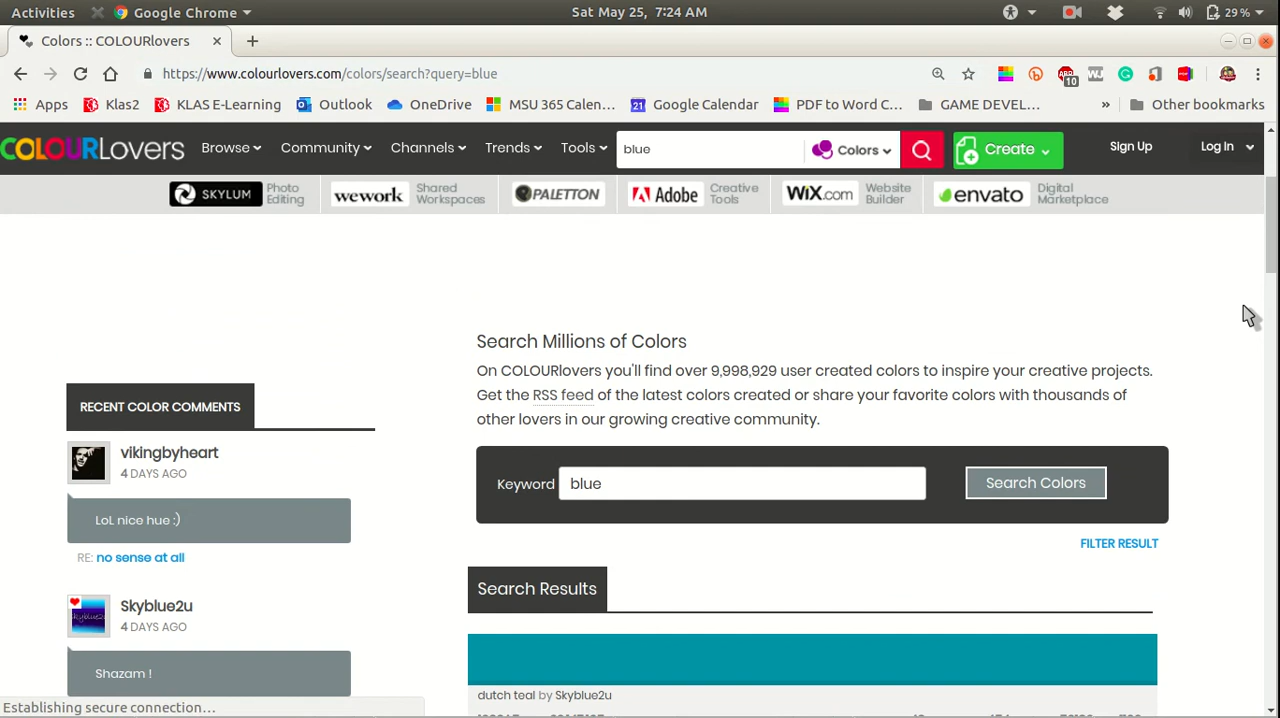 Activities Google Chrome Sat May 25, 7:24 AM 29 %
Colors :: COLOURlovers
https://www.colourlovers.com/colors/search?query=blue
Apps Klas2 KLAS E-Learning Outlook OneDrive MSU 365 Calen... Google Calendar PDF to Word C... GAME DEVEL... » Other bookmarks
COLOURLovers Browse Community Channels Trends Tools blue Colors Create Sign Up Log In
SKYLUM Photo Editing wework Shared Workspaces PALETTON Adobe Creative Tools WiX.com Website Builder envato Digital Marketplace
Search Millions of Colors
On COLOURlovers you'll find over 9,998,929 user created colors to inspire your creative projects.
Get the RSS feed of the latest colors created or share your favorite colors with thousands of
other lovers in our growing creative community.
RECENT COLOR COMMENTS
vikingbyheart
4 DAYS AGO
LoL nice hue :)
RE: no sense at all
Skyblue2u
4 DAYS AGO
Shazam !
Keyword blue Search Colors
FILTER RESULT
Search Results
dutch teal by Skyblue2u
Establishing secure connection...